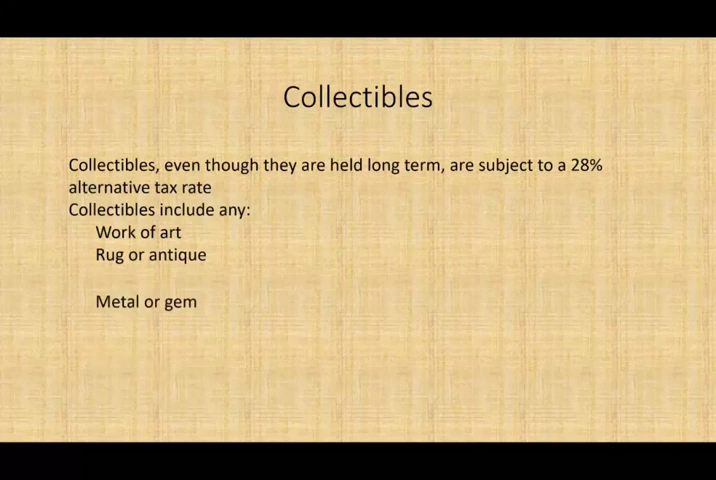 Collectibles
Collectibles, even though they are held long term, are subject to a 28%
alternative tax rate
Collectibles include any:
Work of art
Rug or antique
Metal or gem